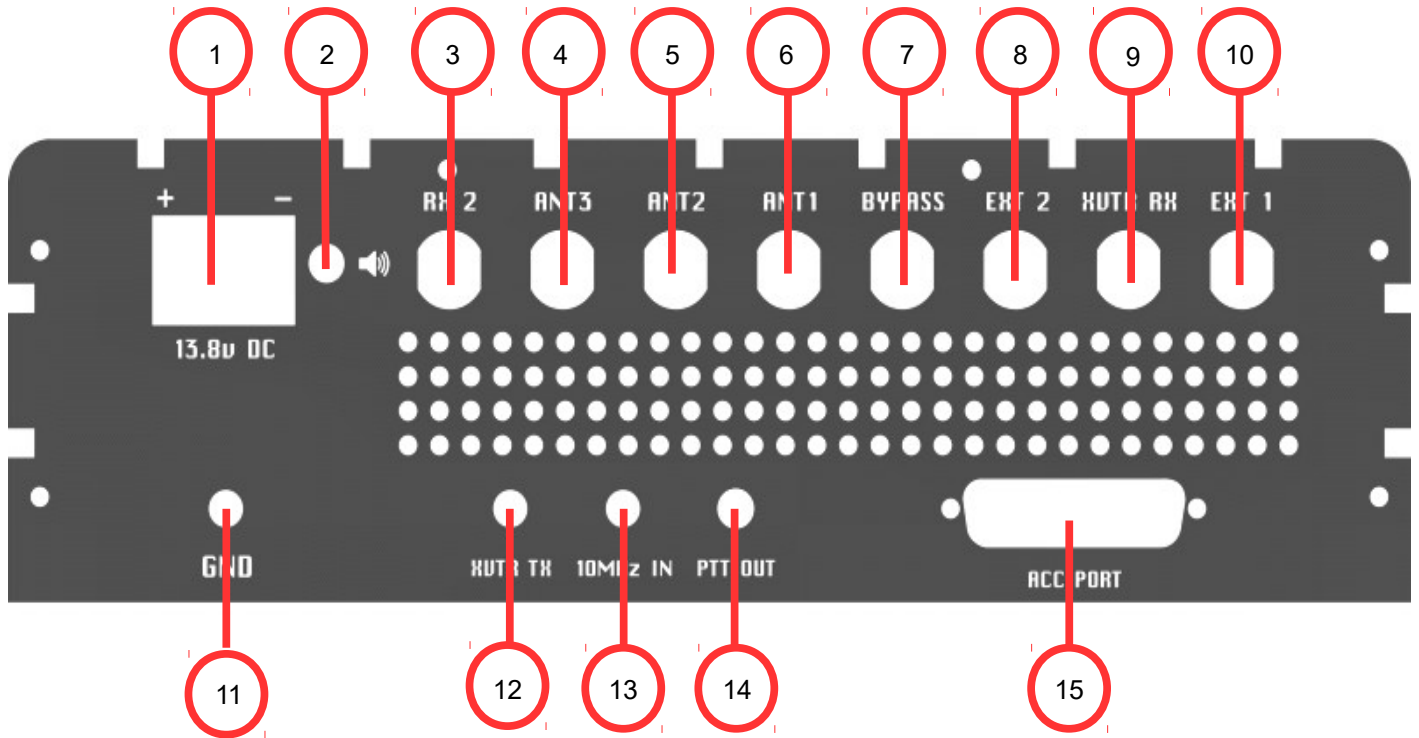 1 2 3 4 5 6 7 8 9 10
+ -
RX 2 ANT3 ANT2 ANT1 BYPASS EXT 2 XVTR RX EXT 1
13.8v DC
GND XVTR TX 10MHz IN PTT OUT ACC PORT
11 12 13 14 15